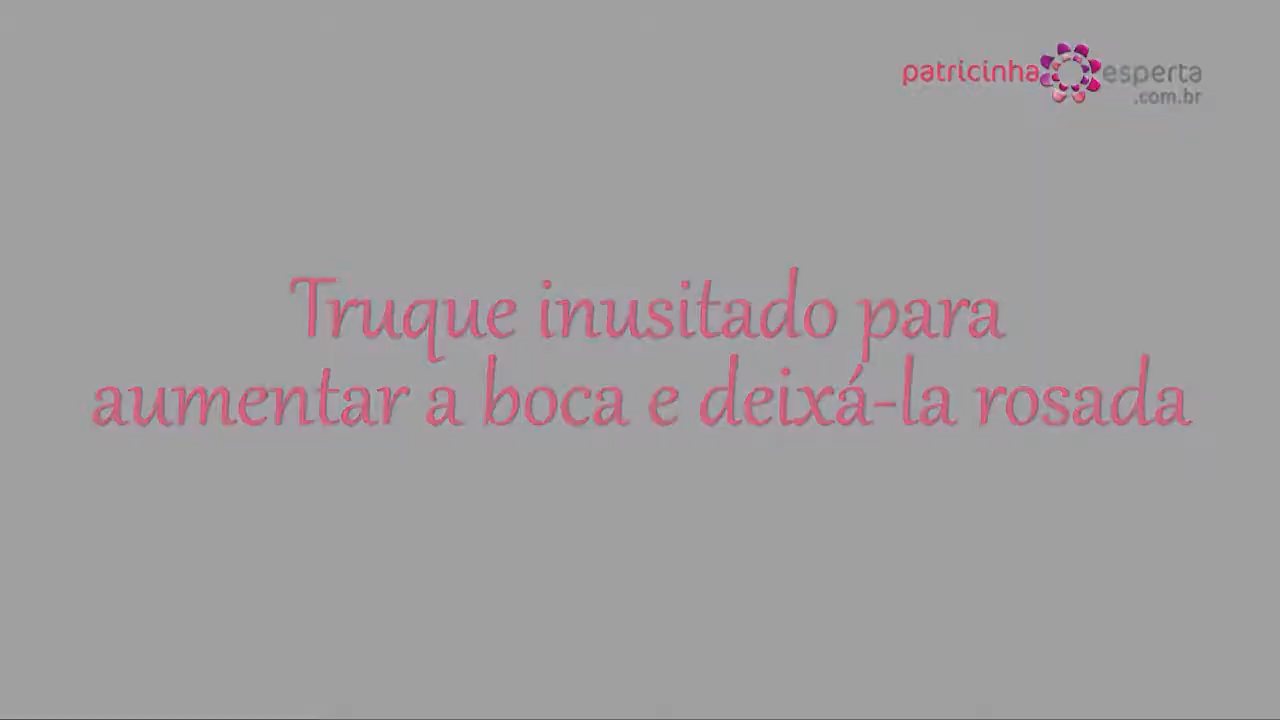 patricinha esperta
.com.br
Truque inusitado para
aumentar a boca e deixá-la rosada